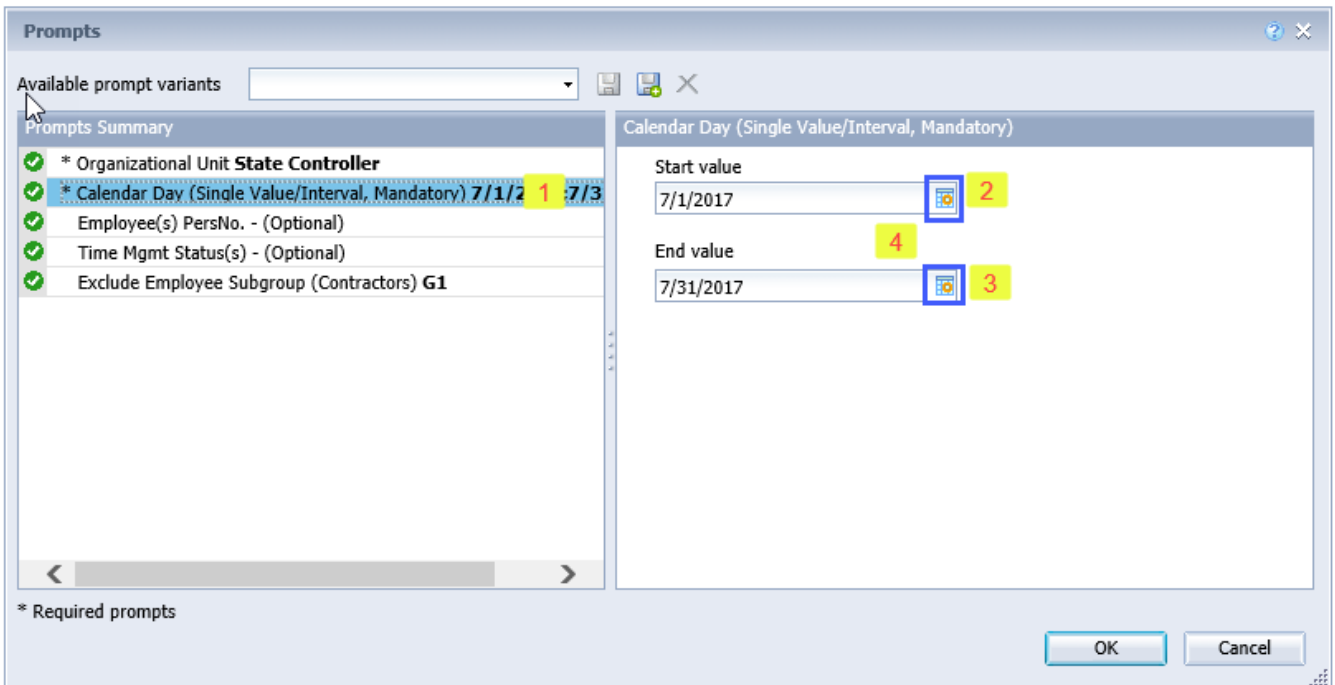 Prompts
Available prompt variants
Prompts Summary
* Organizational Unit State Controller
* Calendar Day (Single Value/Interval, Mandatory) 7/1/2 1 :7/3
Employee(s) PersNo. - (Optional)
Time Mgmt Status(s) - (Optional)
Exclude Employee Subgroup (Contractors) G1
Calendar Day (Single Value/Interval, Mandatory)
Start value
7/1/2017
2
4
End value
7/31/2017
3
* Required prompts
OK
Cancel